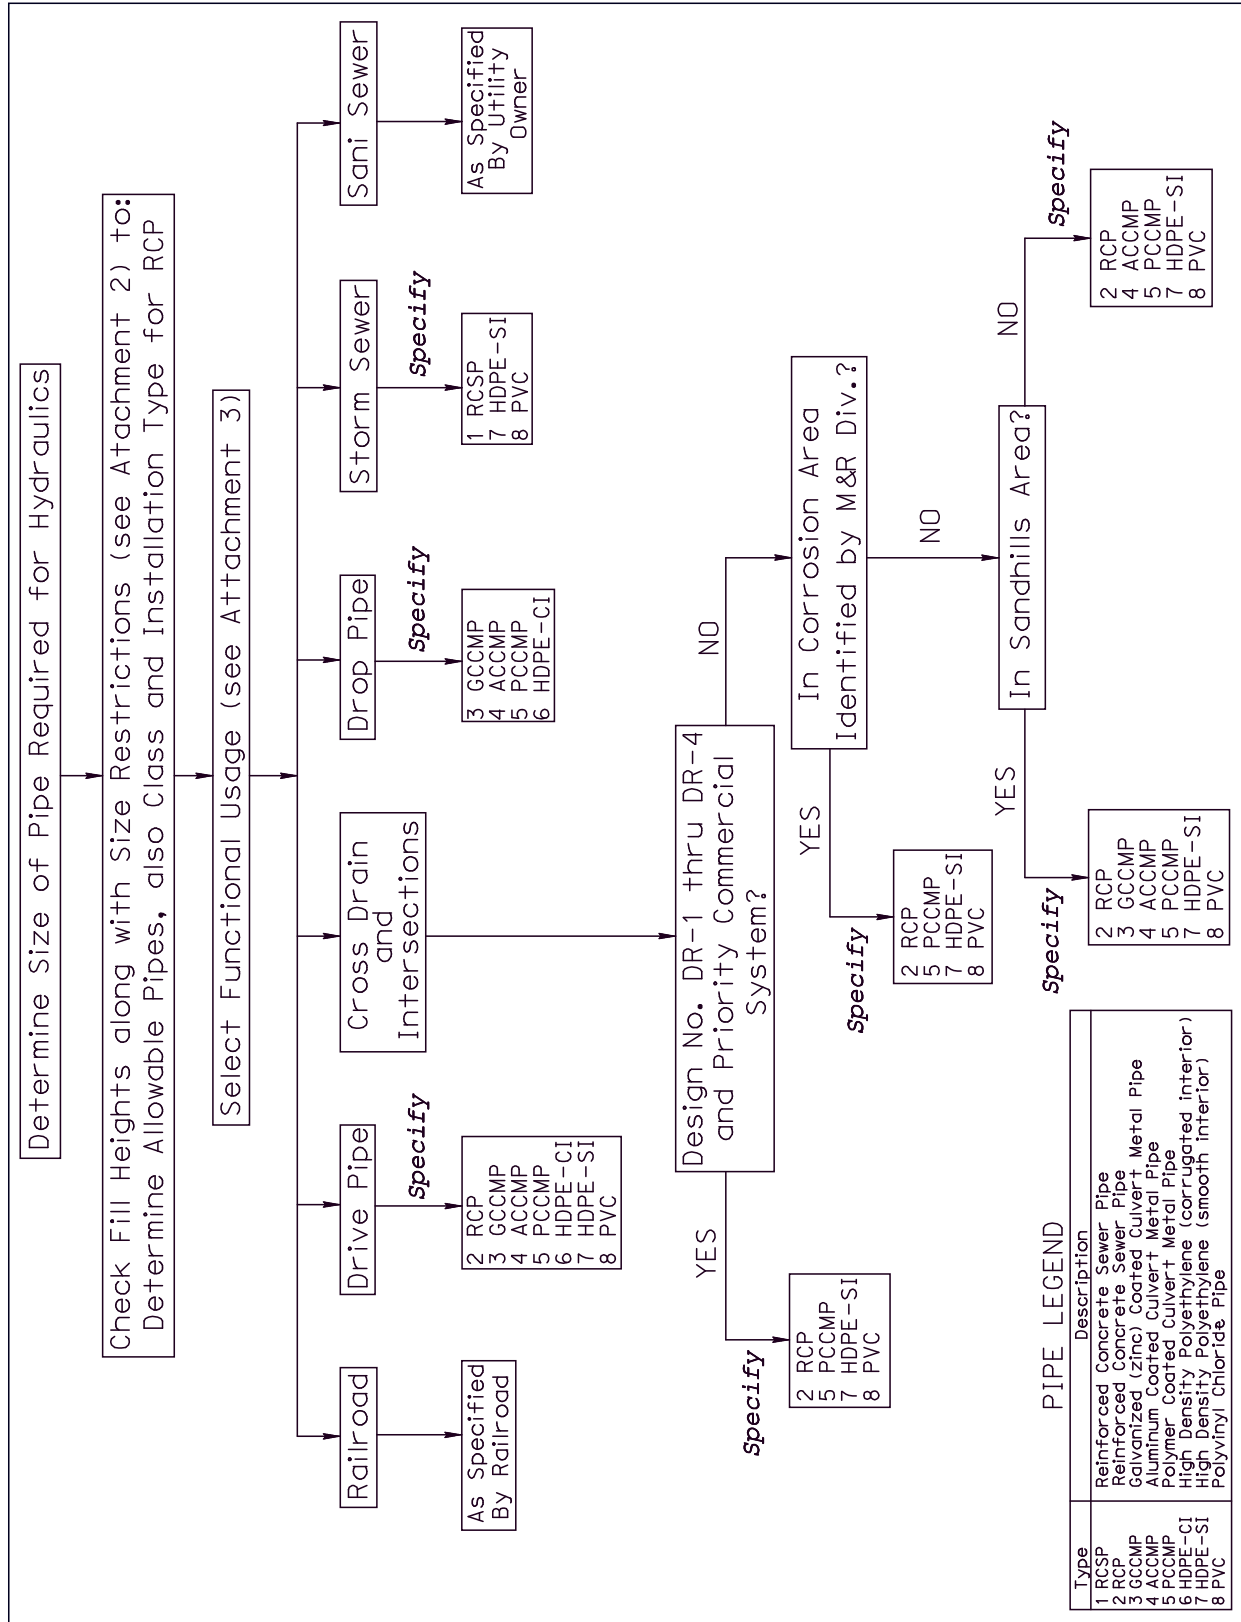 Determine Size of Pipe Required for Hydraulics
Check Fill Heights along with Size Restrictions (see Atachment 2) to:
Determine Allowable Pipes, also Class and Installation Type for RCP
Select Functional Usage (see Attachment 3)
Railroad
As Specified
By Railroad
Drive Pipe
Specify
2 RCP
3 GCCMP
4 ACCMP
5 PCCMP
6 HDPE-CI
7 HDPE-SI
8 PVC
Cross Drain
and
Intersections
Drop Pipe
Specify
3 GCCMP
4 ACCMP
5 PCCMP
6 HDPE-CI
Storm Sewer
Specify
1 RCSP
7 HDPE-SI
8 PVC
Sani Sewer
As Specified
By Utility
Owner
Design No. DR-1 thru DR-4
and Priority Commercial
System?
YES
Specify
2 RCP
5 PCCMP
7 HDPE-SI
8 PVC
NO
In Corrosion Area
Identified by M&R Div.?
YES
Specify
2 RCP
5 PCCMP
7 HDPE-SI
8 PVC
NO
In Sandhills Area?
YES
Specify
2 RCP
3 GCCMP
4 ACCMP
5 PCCMP
7 HDPE-SI
8 PVC
NO
Specify
2 RCP
4 ACCMP
5 PCCMP
7 HDPE-SI
8 PVC
PIPE LEGEND
Type Description
1 RCSP Reinforced Concrete Sewer Pipe
2 RCP Reinforced Concrete Sewer Pipe
3 GCCMP Galvanized (zinc) Coated Culvert Metal Pipe
4 ACCMP Aluminum Coated Culvert Metal Pipe
5 PCCMP Polymer Coated Culvert Metal Pipe
6 HDPE-CI High Density Polyethylene (corrugated interior)
7 HDPE-SI High Density Polyethylene (smooth interior)
8 PVC Polyvinyl Chloride Pipe